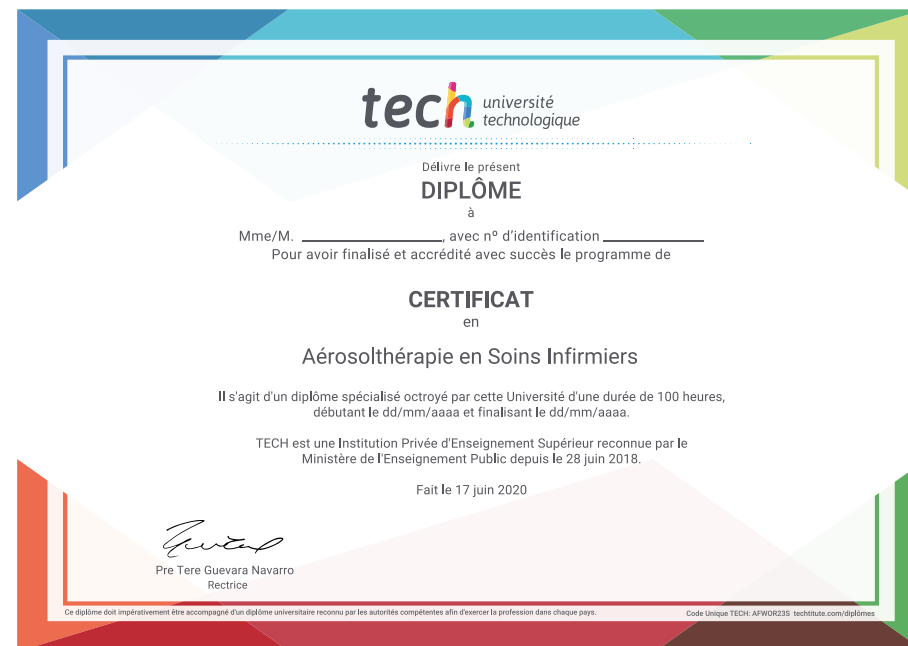 tech université
technologique
Délivre le présent
DIPLÔME
à
Mme/M. ____________________, avec nº d'identification ______________
Pour avoir finalisé et accrédité avec succès le programme de
CERTIFICAT
en
Aérosolthérapie en Soins Infirmiers
Il s'agit d'un diplôme spécialisé octroyé par cette Université d'une durée de 100 heures,
débutant le dd/mm/aaaa et finalisant le dd/mm/aaaa.
TECH est une Institution Privée d'Enseignement Supérieur reconnue par le
Ministère de l'Enseignement Public depuis le 28 juin 2018.
Fait le 17 juin 2020
Pre Tere Guevara Navarro
Rectrice
Ce diplôme doit impérativement être accompagné d'un diplôme universitaire reconnu par les autorités compétentes afin d'exercer la profession dans chaque pays.
Code Unique TECH: AFWOR23S techtitute.com/diplômes